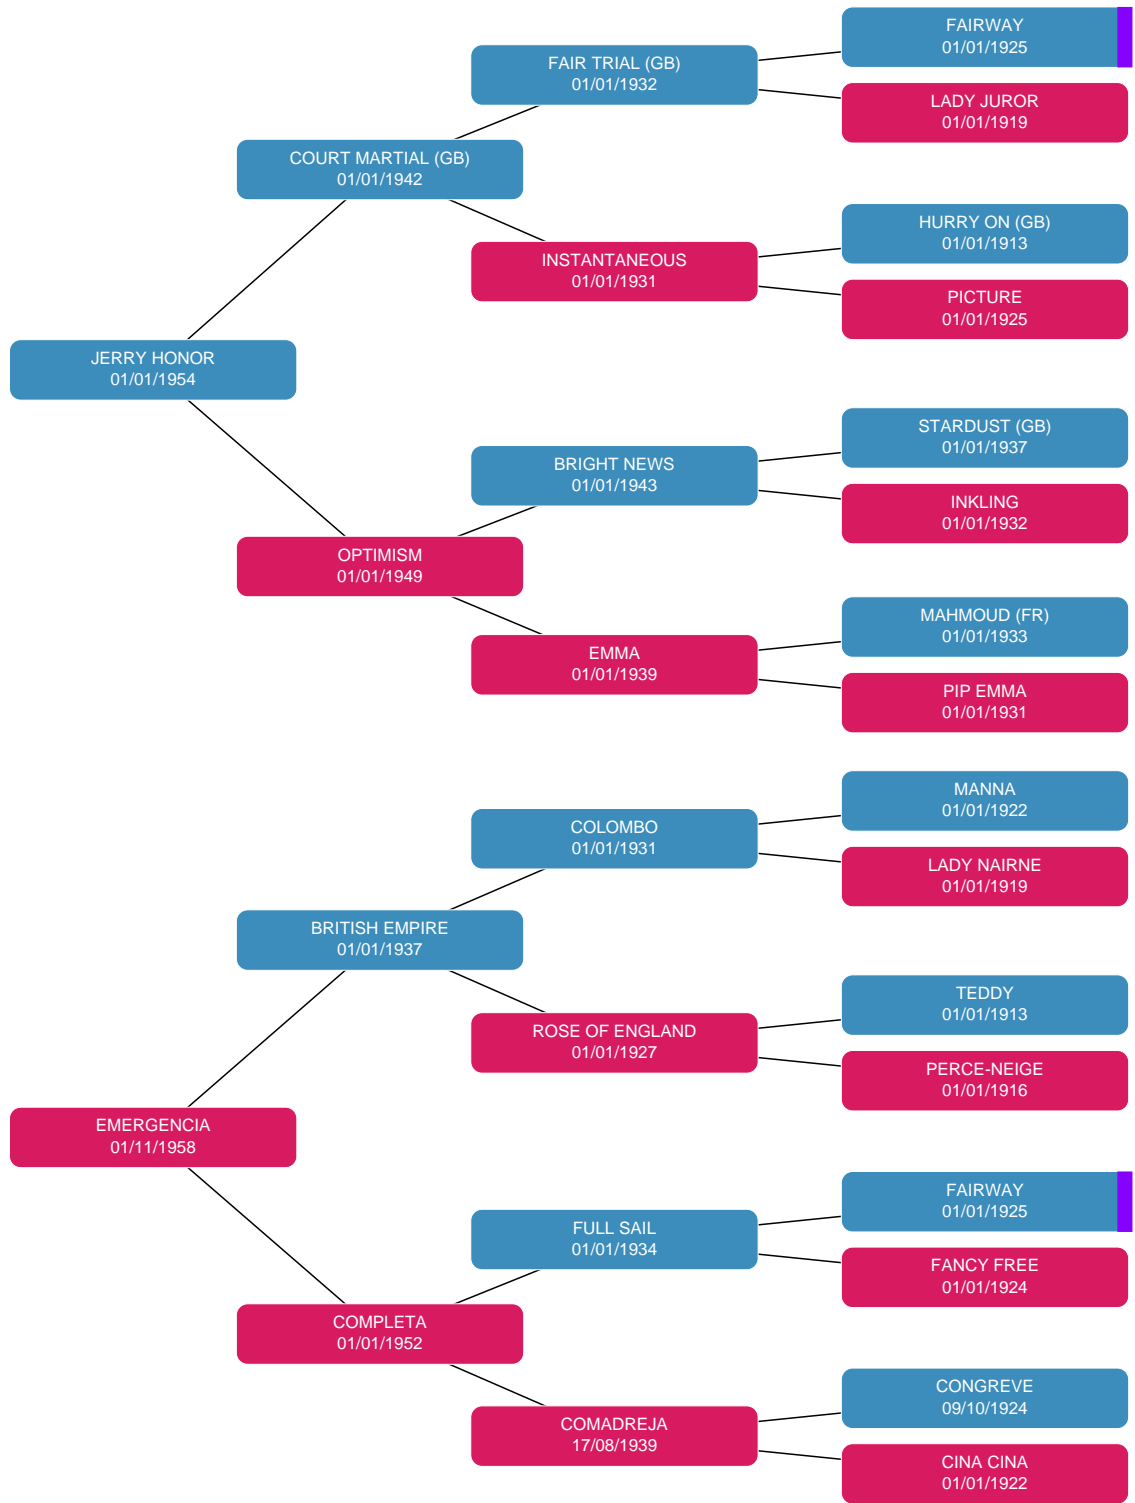 FAIRWAY
01/01/1925
FAIR TRIAL (GB)
01/01/1932
LADY JUROR
01/01/1919
COURT MARTIAL (GB)
01/01/1942
HURRY ON (GB)
01/01/1913
INSTANTANEOUS
01/01/1931
PICTURE
01/01/1925
JERRY HONOR
01/01/1954
STARDUST (GB)
01/01/1937
BRIGHT NEWS
01/01/1943
INKLING
01/01/1932
OPTIMISM
01/01/1949
MAHMOUD (FR)
01/01/1933
EMMA
01/01/1939
PIP EMMA
01/01/1931
MANNA
01/01/1922
COLOMBO
01/01/1931
LADY NAIRNE
01/01/1919
BRITISH EMPIRE
01/01/1937
TEDDY
01/01/1913
ROSE OF ENGLAND
01/01/1927
PERCE-NEIGE
01/01/1916
EMERGENCIA
01/11/1958
FAIRWAY
01/01/1925
FULL SAIL
01/01/1934
FANCY FREE
01/01/1924
COMPLETA
01/01/1952
CONGREVE
09/10/1924
COMADREJA
17/08/1939
CINA CINA
01/01/1922